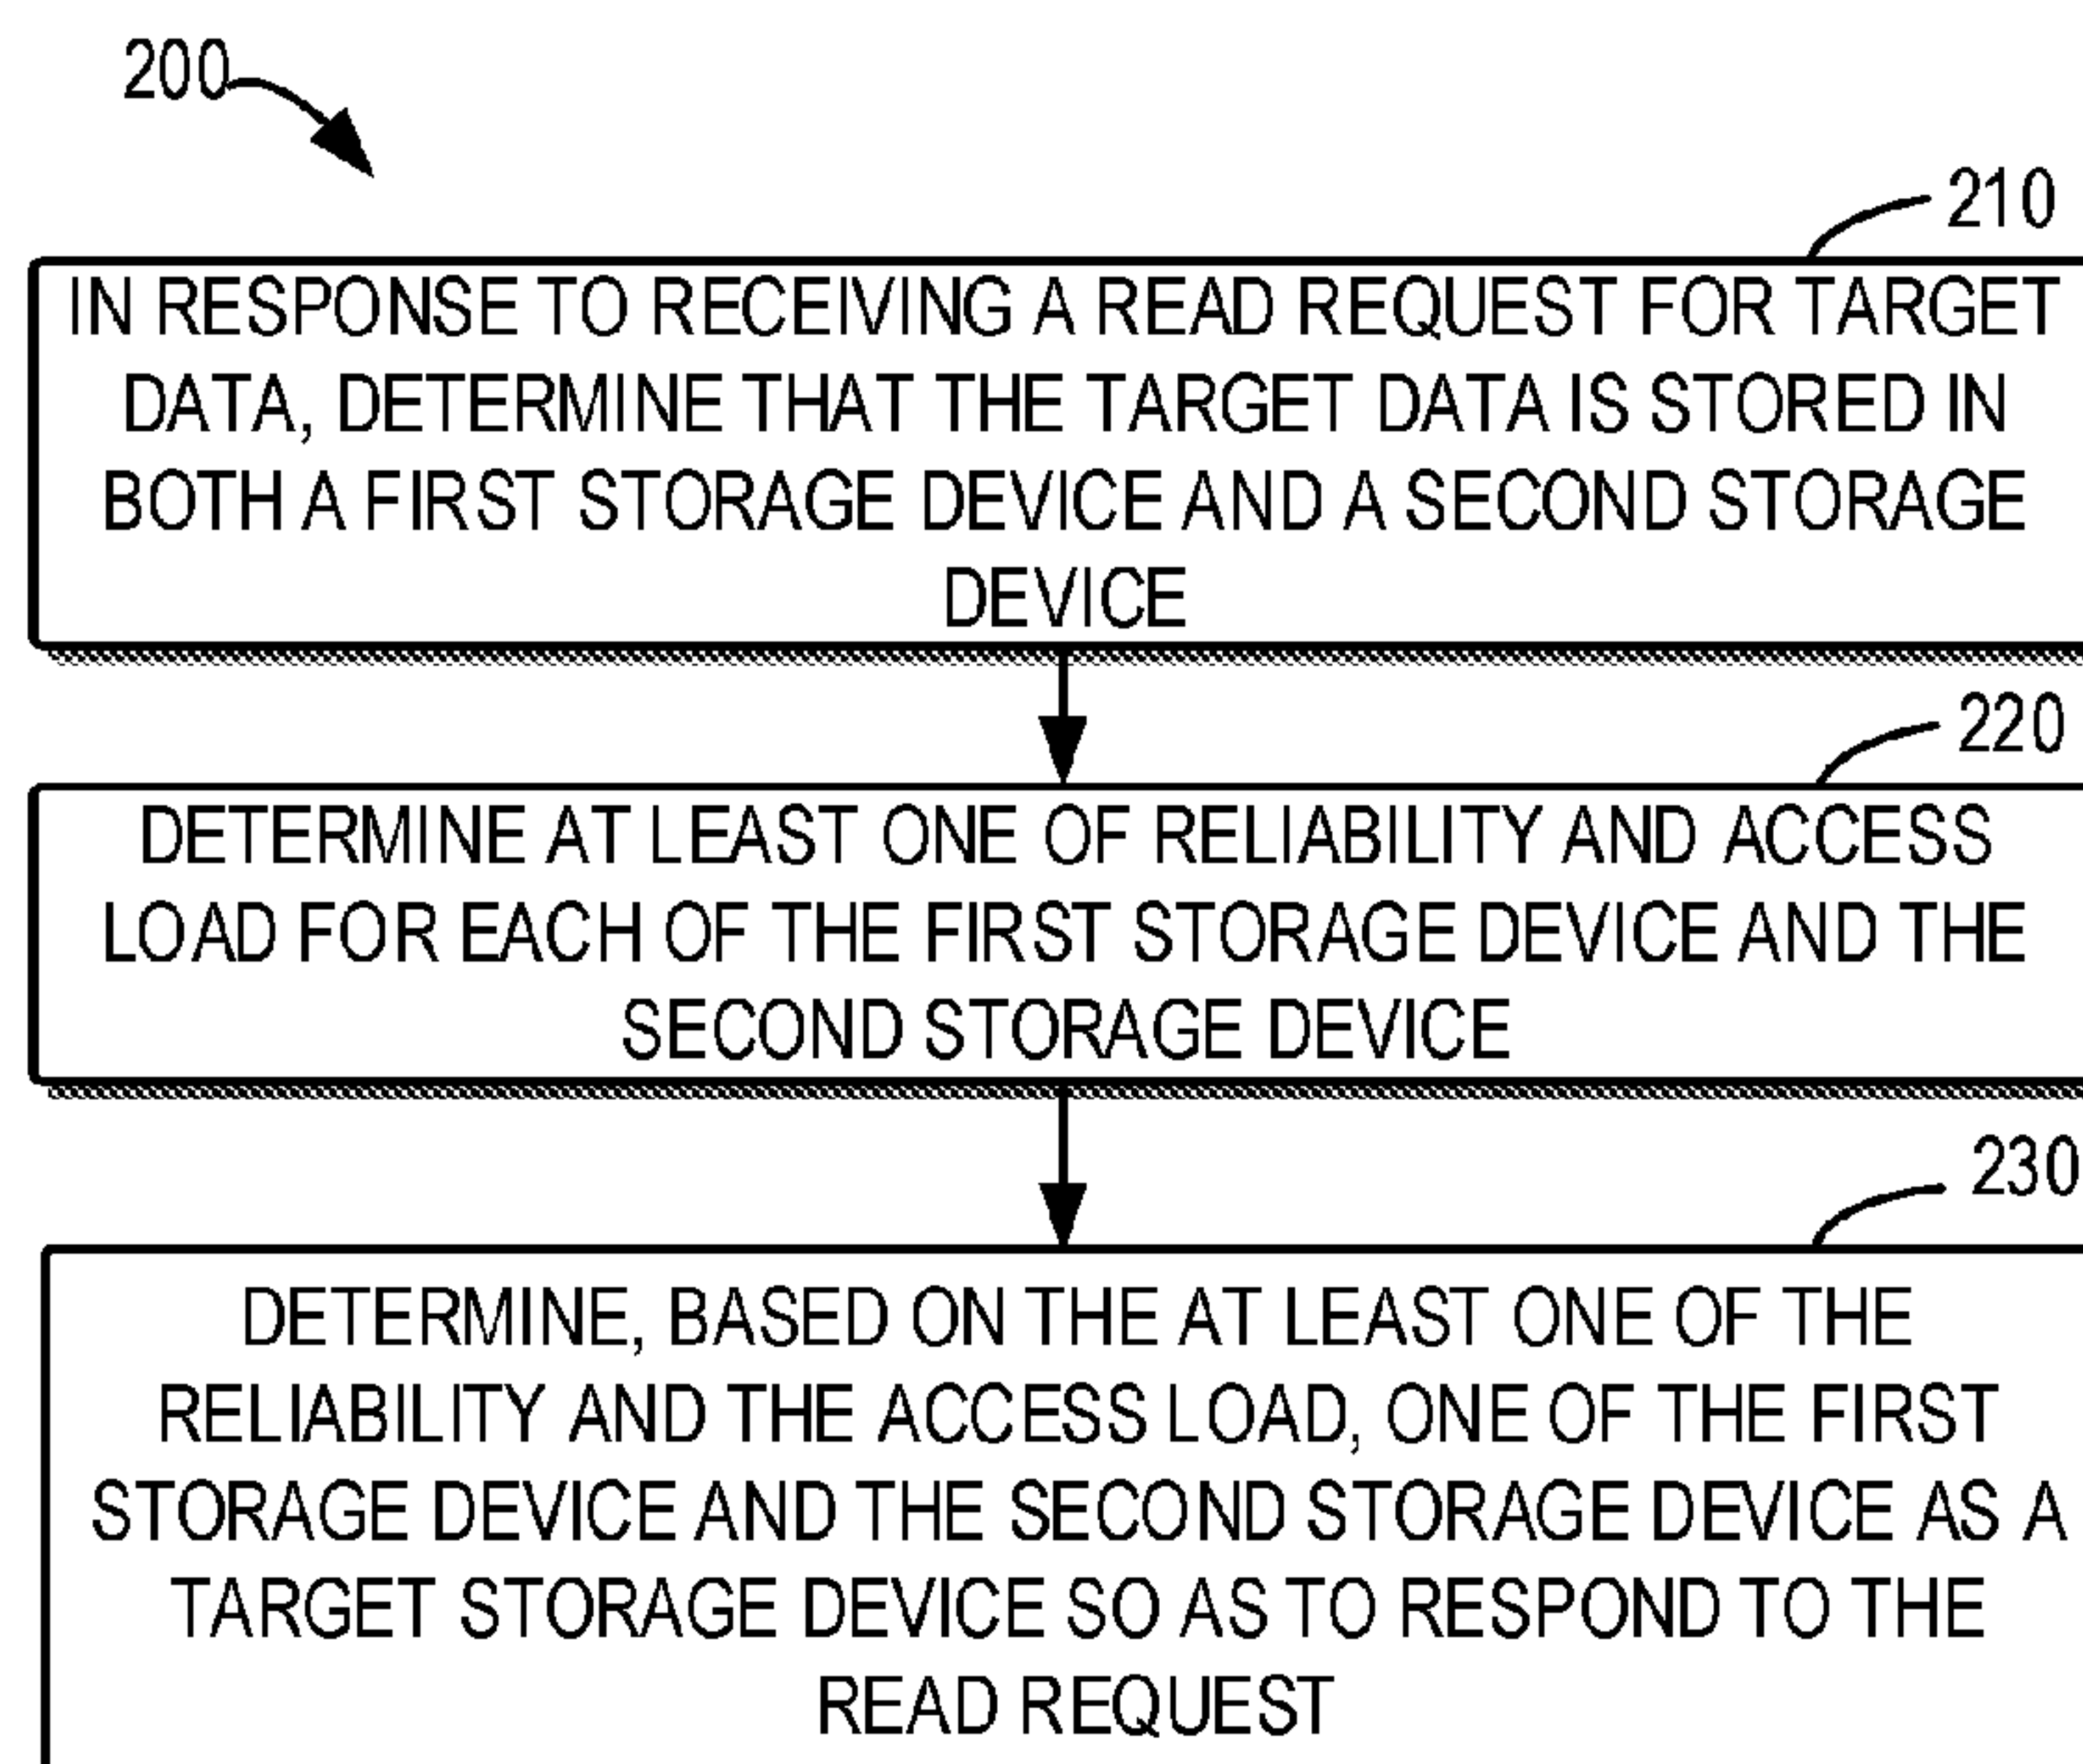 200
210
IN RESPONSE TO RECEIVING A READ REQUEST FOR TARGET
DATA, DETERMINE THAT THE TARGET DATA IS STORED IN
BOTH A FIRST STORAGE DEVICE AND A SECOND STORAGE
DEVICE
220
DETERMINE AT LEAST ONE OF RELIABILITY AND ACCESS
LOAD FOR EACH OF THE FIRST STORAGE DEVICE AND THE
SECOND STORAGE DEVICE
230
DETERMINE, BASED ON THE AT LEAST ONE OF THE
RELIABILITY AND THE ACCESS LOAD, ONE OF THE FIRST
STORAGE DEVICE AND THE SECOND STORAGE DEVICE AS A
TARGET STORAGE DEVICE SO AS TO RESPOND TO THE
READ REQUEST